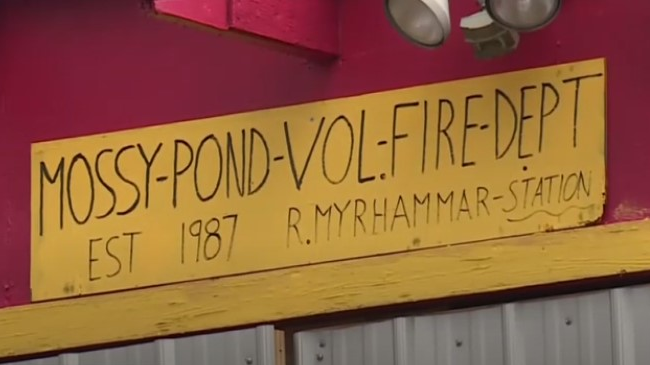 MOSSY-POND-VOL.-FIRE-DEPT
EST 1987 R.MYRHAMMAR-STATION